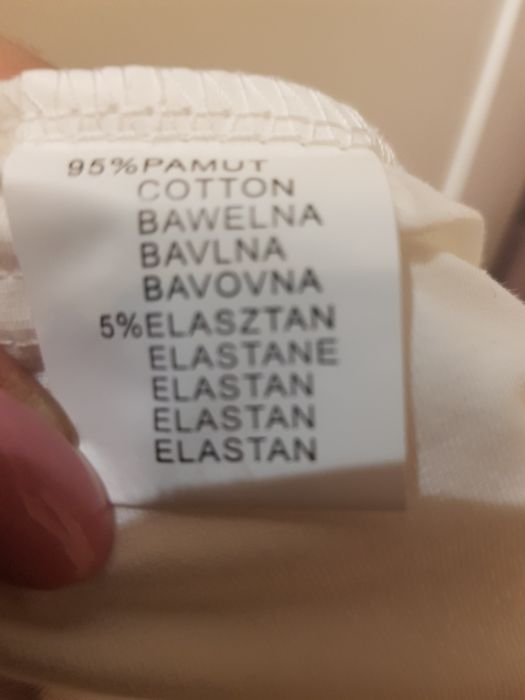 95%PAMUT
COTTON
BAWELNA
BAVLNA
BAVOVNA
5%ELASZTAN
ELASTANE
ELASTAN
ELASTAN
ELASTAN